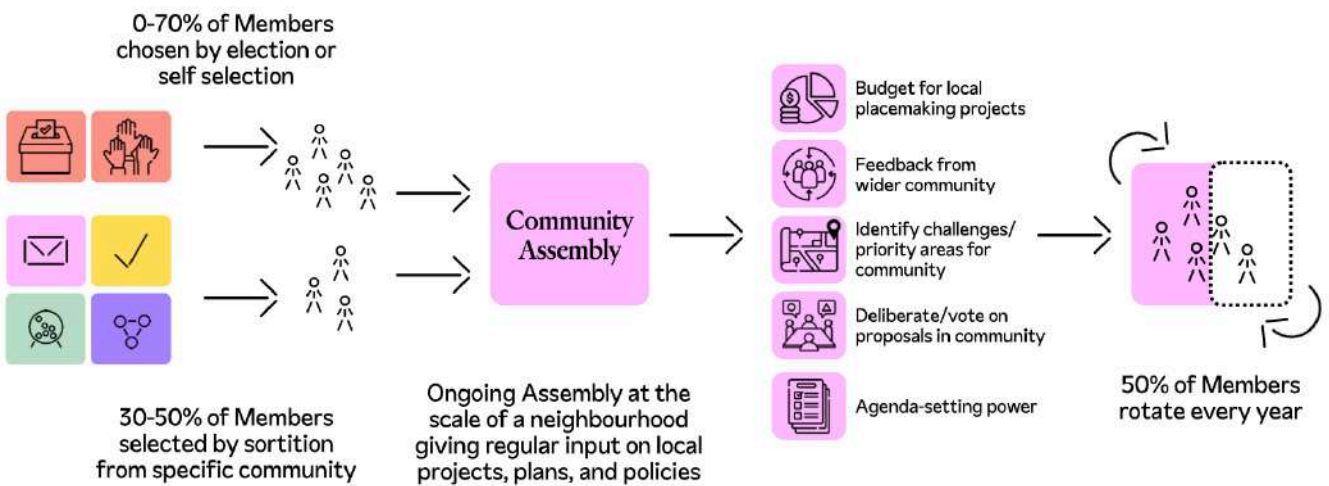 0-70% of Members
chosen by election or
self selection
30-50% of Members
selected by sortition
from specific community
Community
Assembly
Ongoing Assembly at the
scale of a neighbourhood
giving regular input on local
projects, plans, and policies
Budget for local
placemaking projects
Feedback from
wider community
Identify challenges/
priority areas for
community
Deliberate/vote on
proposals in community
Agenda-setting power
50% of Members
rotate every year